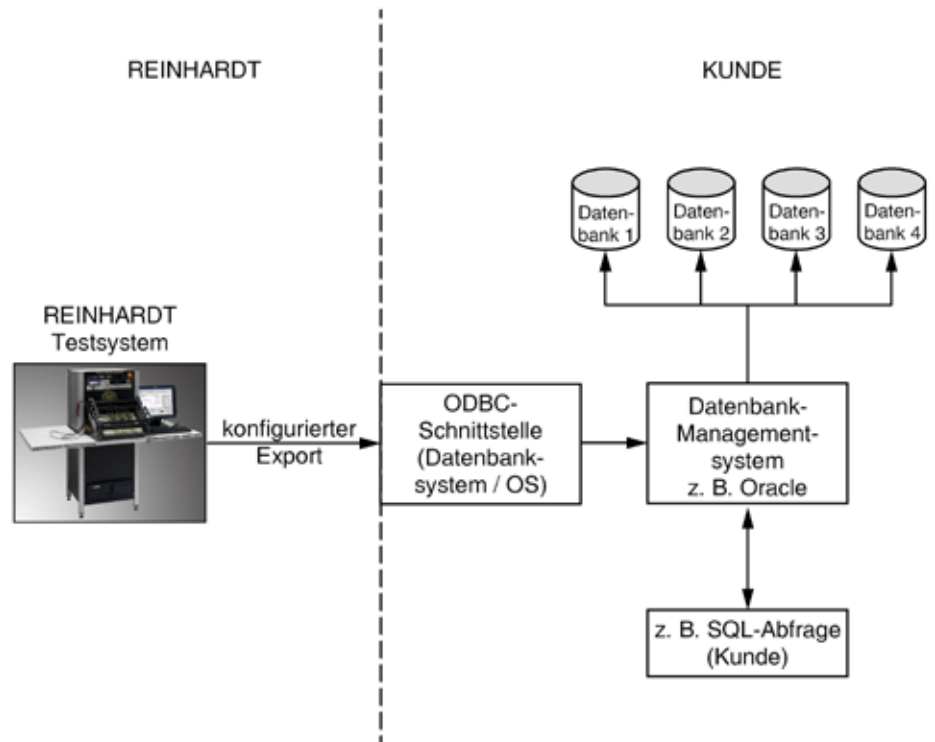 REINHARDT
KUNDE
Daten-
bank 1
Daten-
bank 2
Daten-
bank 3
Daten-
bank 4
REINHARDT
Testsystem
konfigurierter
Export
ODBC-
Schnittstelle
(Datenbank-
system / OS)
Datenbank-
Management-
system
z. B. Oracle
z. B. SQL-Abfrage
(Kunde)